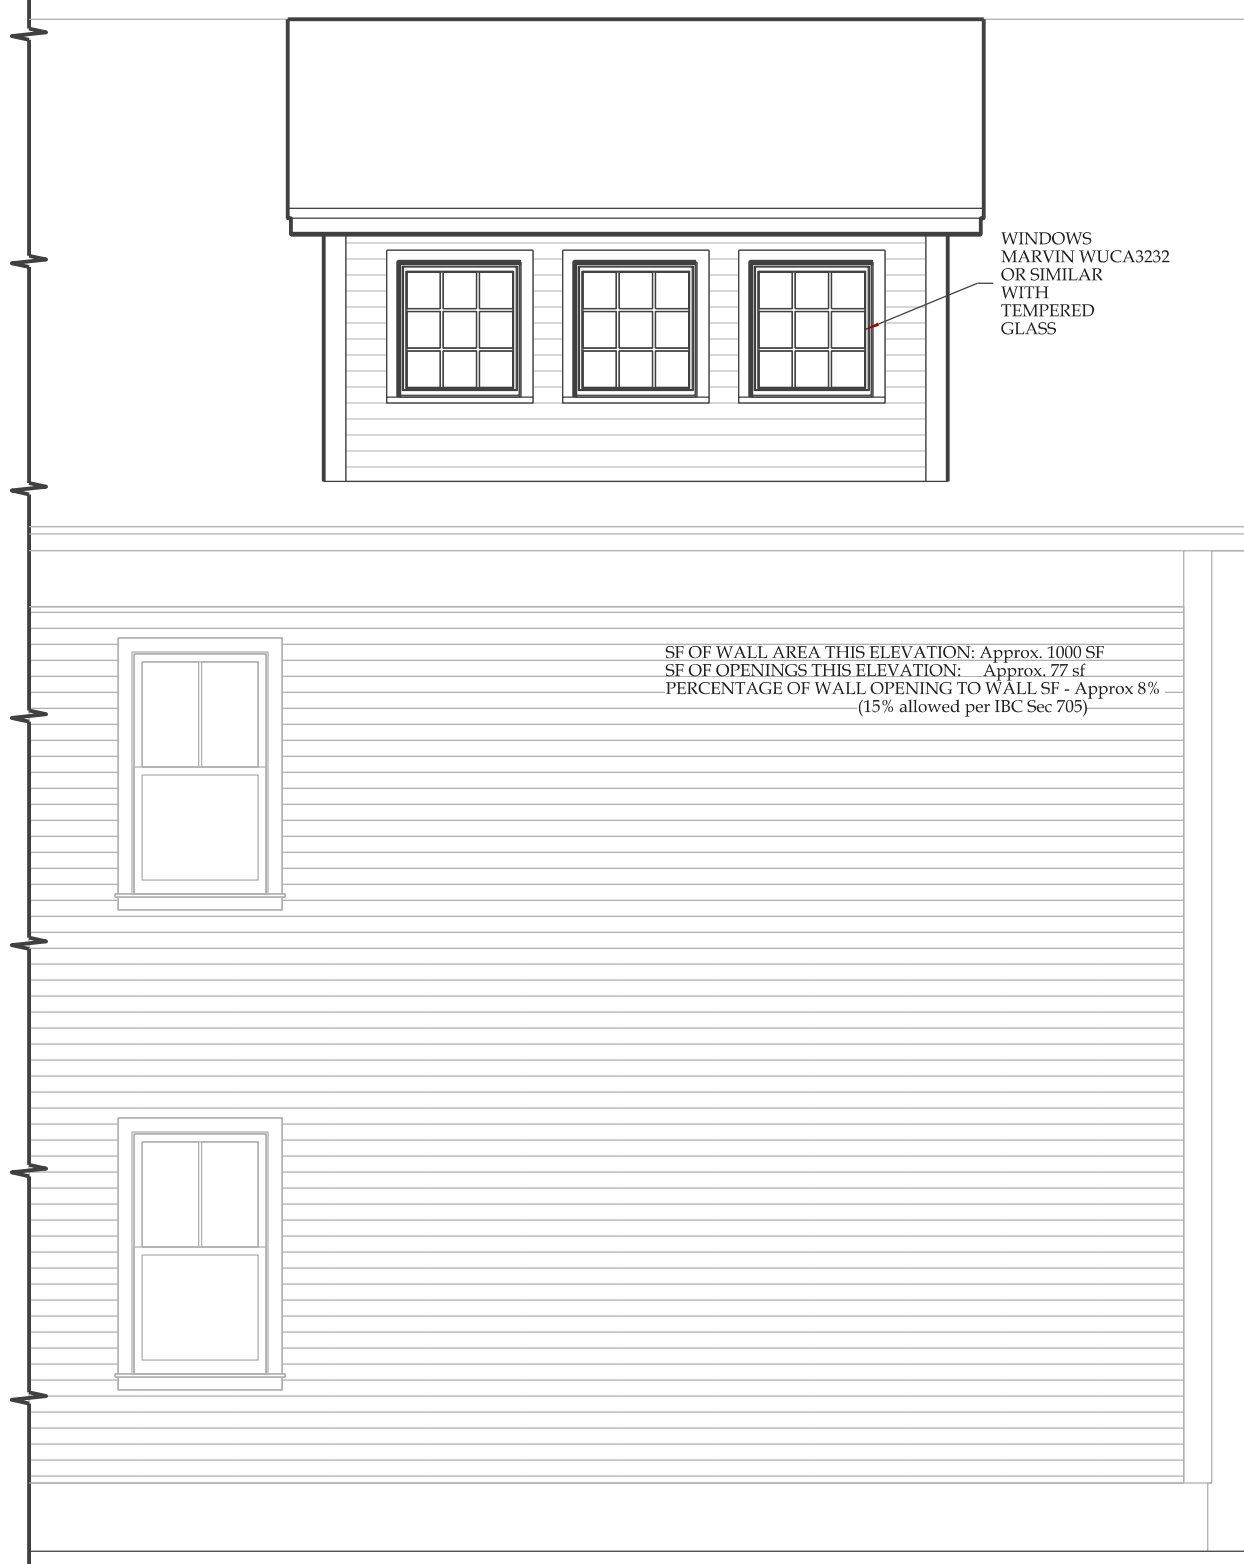 WINDOWS
MARVIN WUCA3232
OR SIMILAR
WITH
TEMPERED
GLASS
SF OF WALL AREA THIS ELEVATION: Approx. 1000 SF
SF OF OPENINGS THIS ELEVATION: Approx. 77 sf
PERCENTAGE OF WALL OPENING TO WALL SF - Approx 8%
(15% allowed per IBC Sec 705)